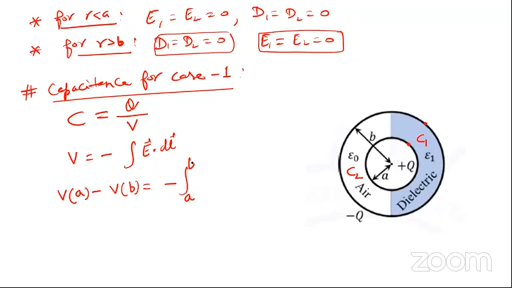 * for r<a : E₁ = E₂ = 0 , D₁ = D₂ = 0
* for r>b : D₁ = D₂ = 0 E₁ = E₂ = 0
# Capacitance for case -1 :
C = Q/V
V = - ∫ E⃗ . dl⃗
V(a) - V(b) = - ∫ₐᵇ
b
C₁
ε₀
ε₁
+Q
C₂
a
Air
Dielectric
-Q
zoom